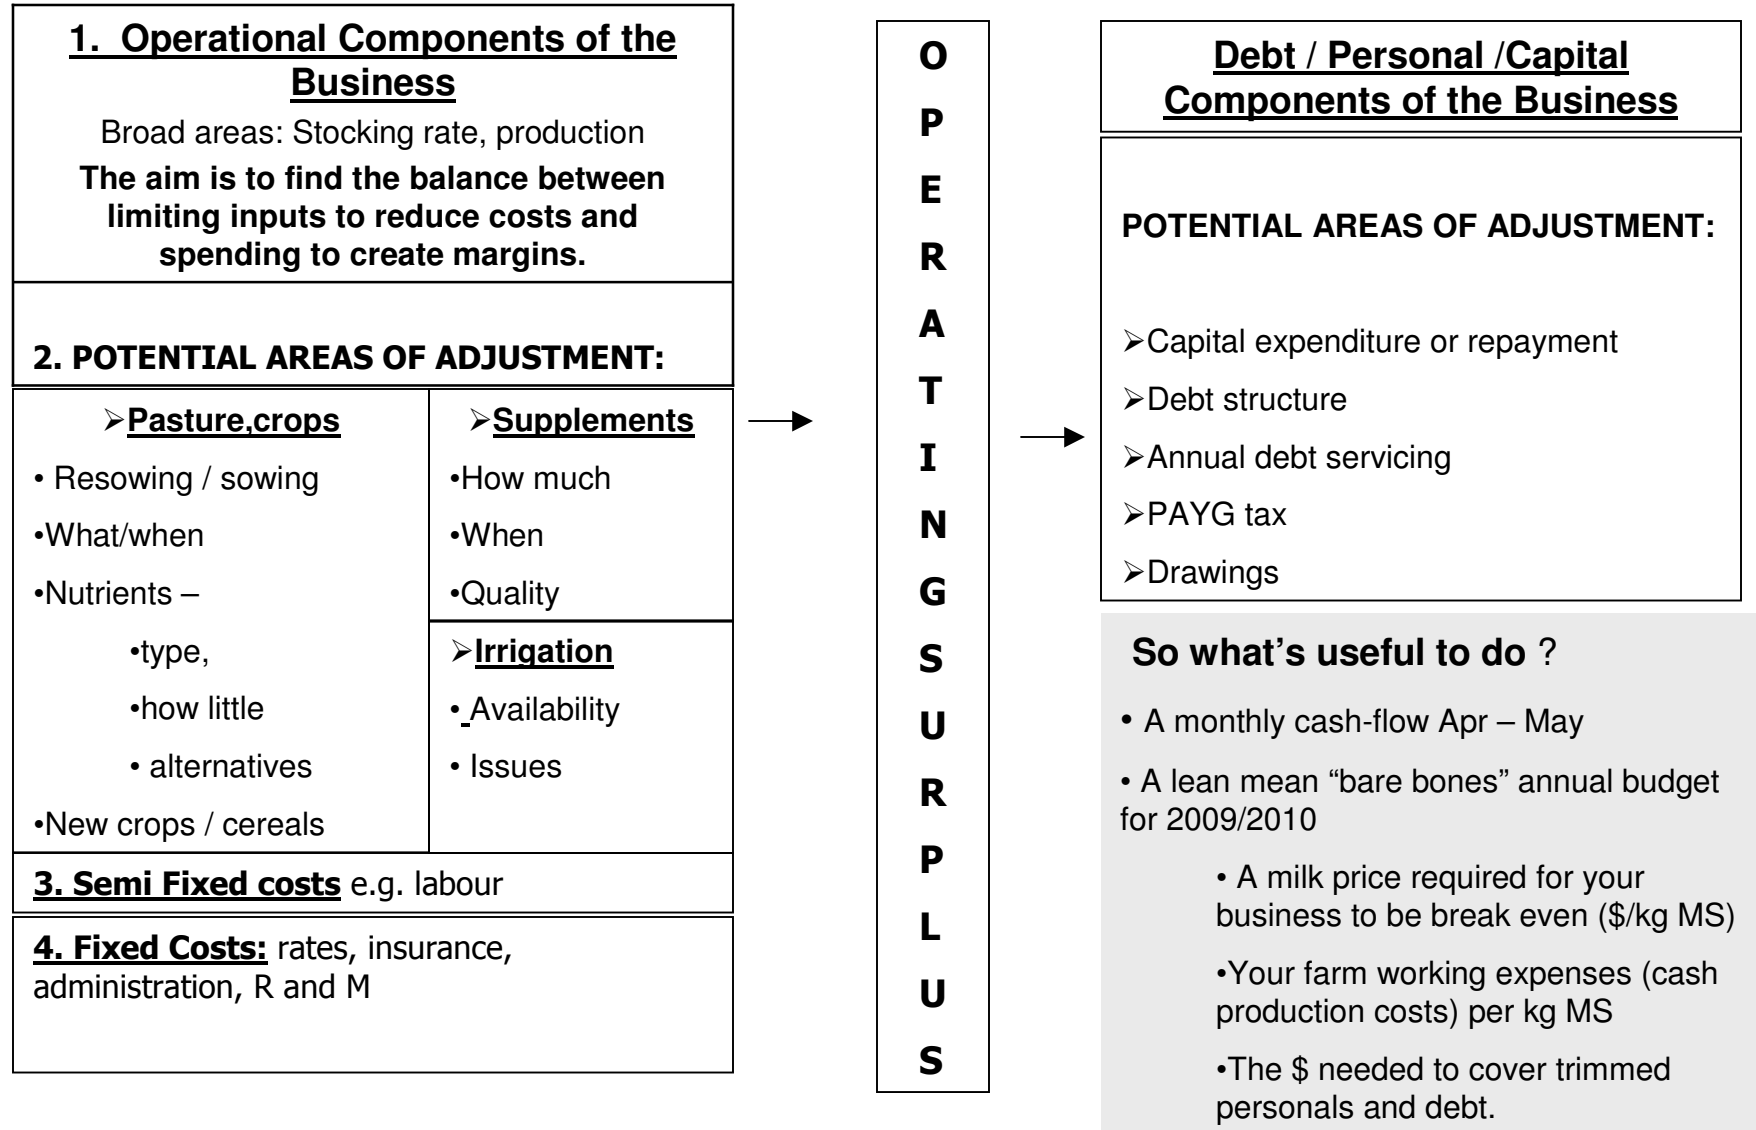 1. Operational Components of the
Business
Broad areas: Stocking rate, production
The aim is to find the balance between
limiting inputs to reduce costs and
spending to create margins.
2. POTENTIAL AREAS OF ADJUSTMENT:
➢Pasture,crops
• Resowing / sowing
•What/when
•Nutrients –
•type,
•how little
• alternatives
•New crops / cereals
➢Supplements
•How much
•When
•Quality
➢Irrigation
• Availability
• Issues
3. Semi Fixed costs e.g. labour
4. Fixed Costs: rates, insurance,
administration, R and M
O
P
E
R
A
T
I
N
G
S
U
R
P
L
U
S
Debt / Personal /Capital
Components of the Business
POTENTIAL AREAS OF ADJUSTMENT:
➢Capital expenditure or repayment
➢Debt structure
➢Annual debt servicing
➢PAYG tax
➢Drawings
So what’s useful to do ?
• A monthly cash-flow Apr – May
• A lean mean “bare bones” annual budget
for 2009/2010
• A milk price required for your
business to be break even ($/kg MS)
•Your farm working expenses (cash
production costs) per kg MS
•The $ needed to cover trimmed
personals and debt.